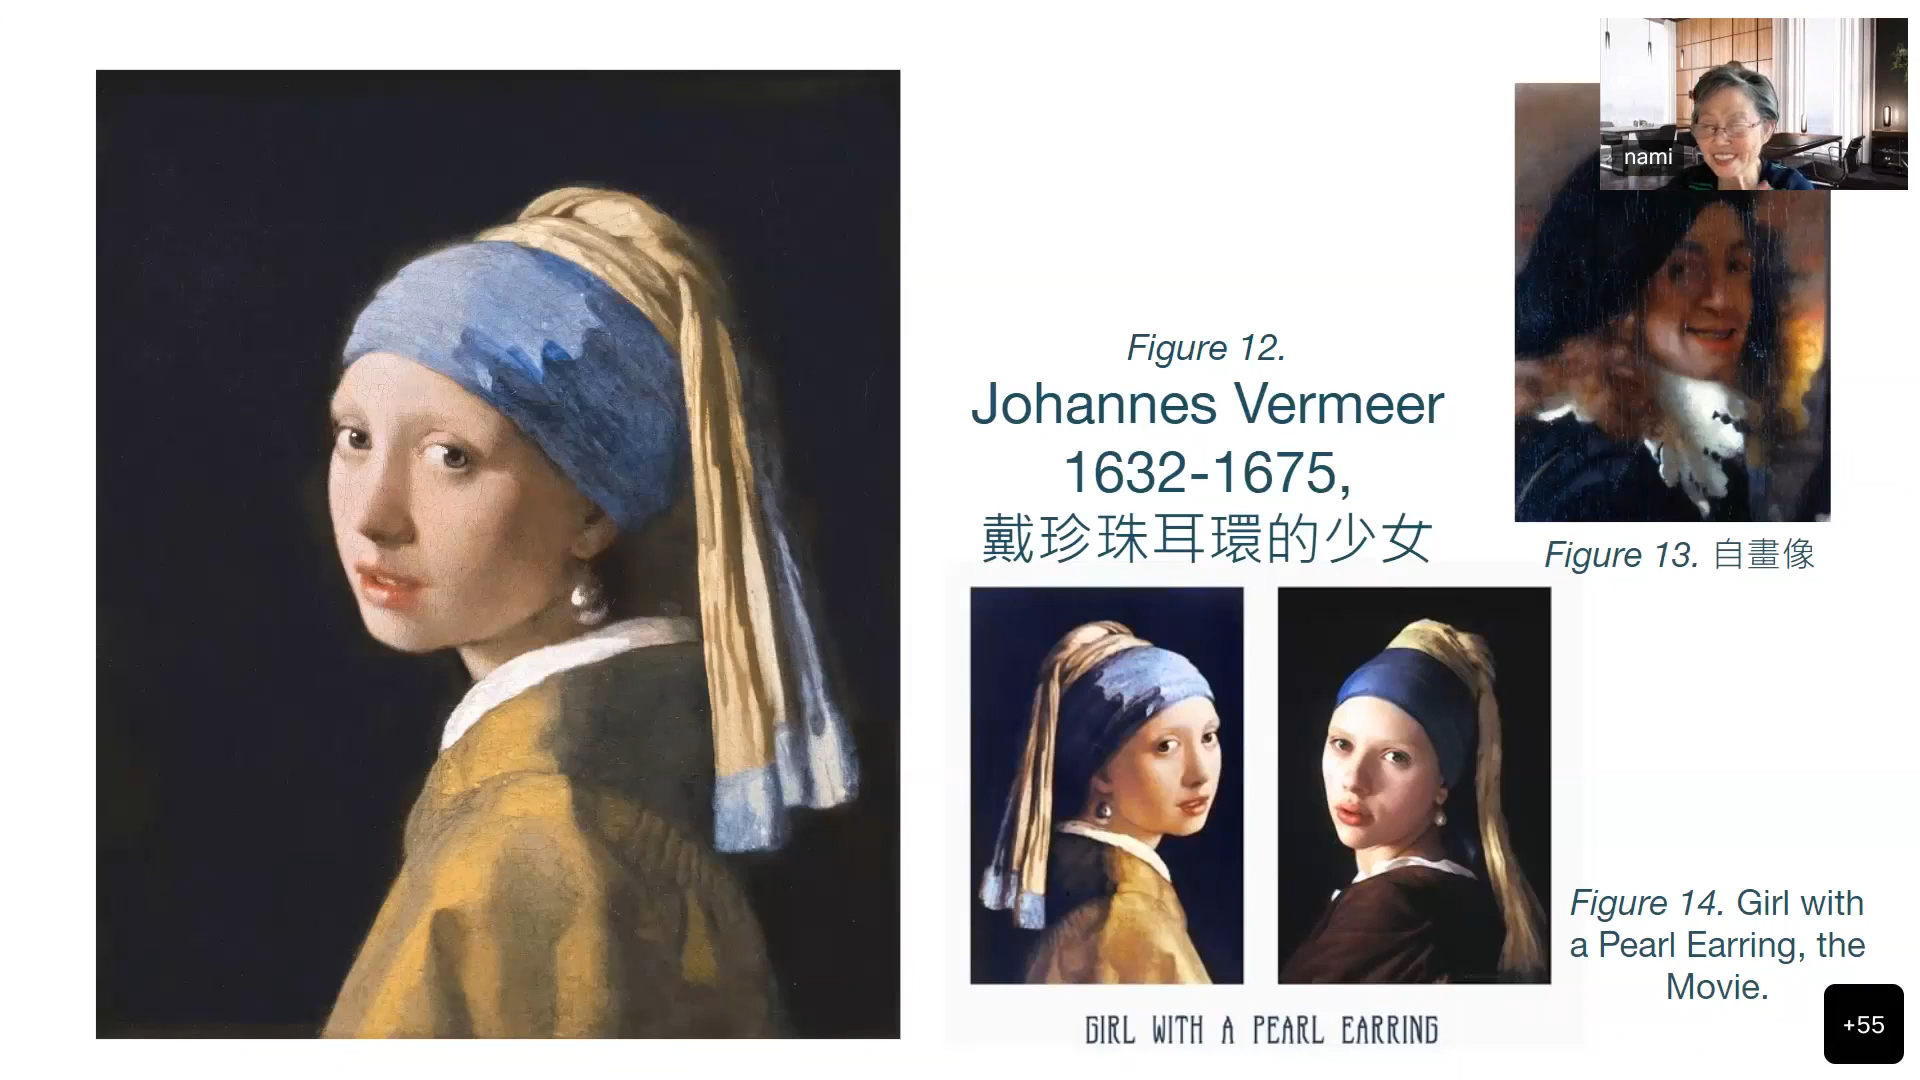 nami
Figure 12.
Johannes Vermeer
1632-1675,
戴珍珠耳環的少女
Figure 13. 自畫像
GIRL WITH A PEARL EARRING
Figure 14. Girl with
a Pearl Earring, the
Movie.
+55